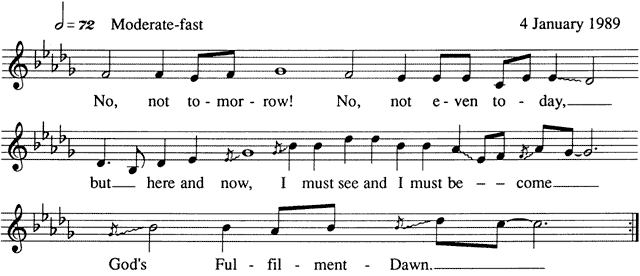 = 72 Moderate-fast 4 January 1989
No, not to-mor-row! No, not e-ven to-day,
but here and now, I must see and I must be - - come
God's Ful - fil - ment - Dawn.